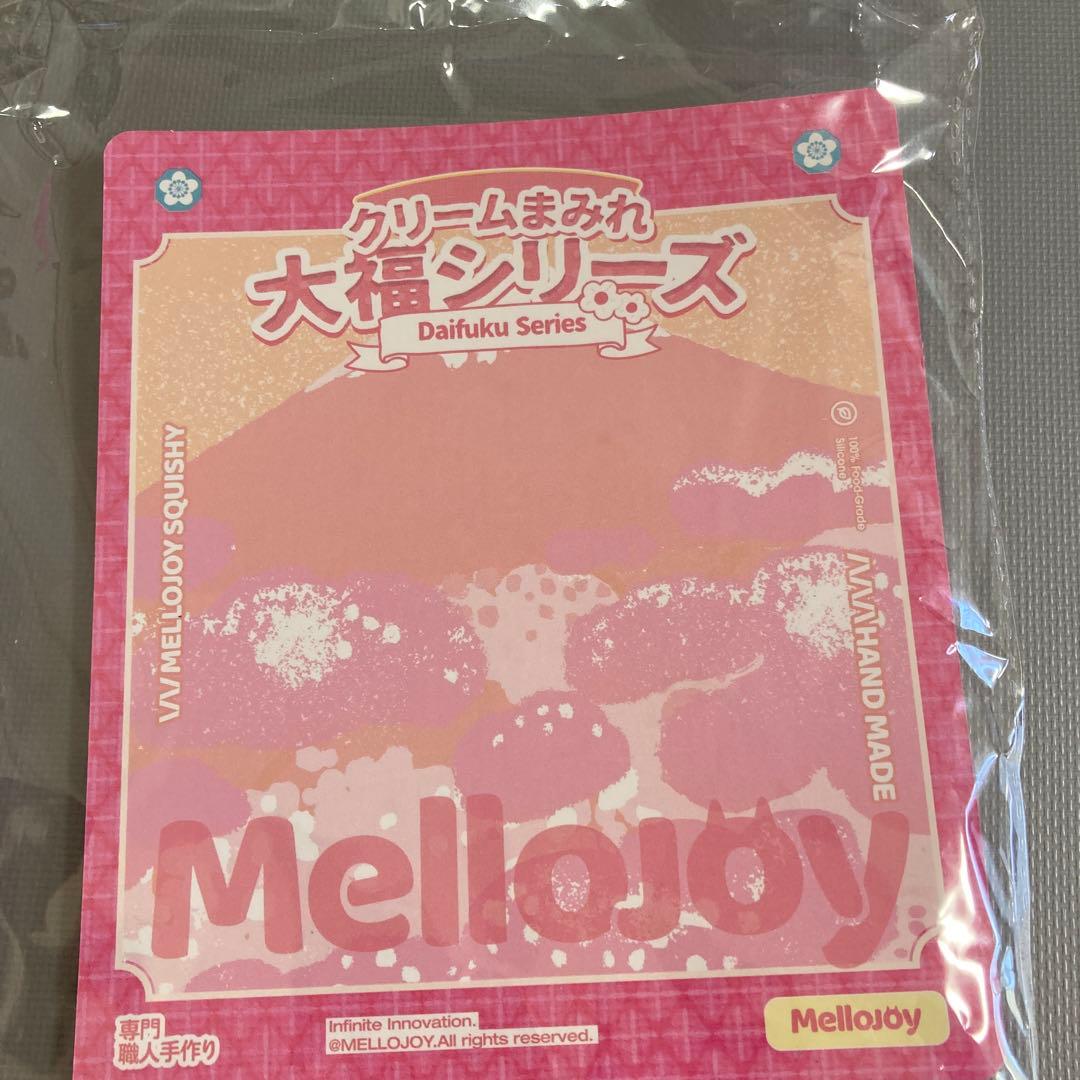 クリームまみれ
大福シリーズ
Daifuku Series
MELLOJOY SQUISHY
100% Food-Grade
Silicone
HAND MADE
Mellojoy
専門
職人手作り
Infinite Innovation.
@MELLOJOY.All rights reserved.
Mellojoy